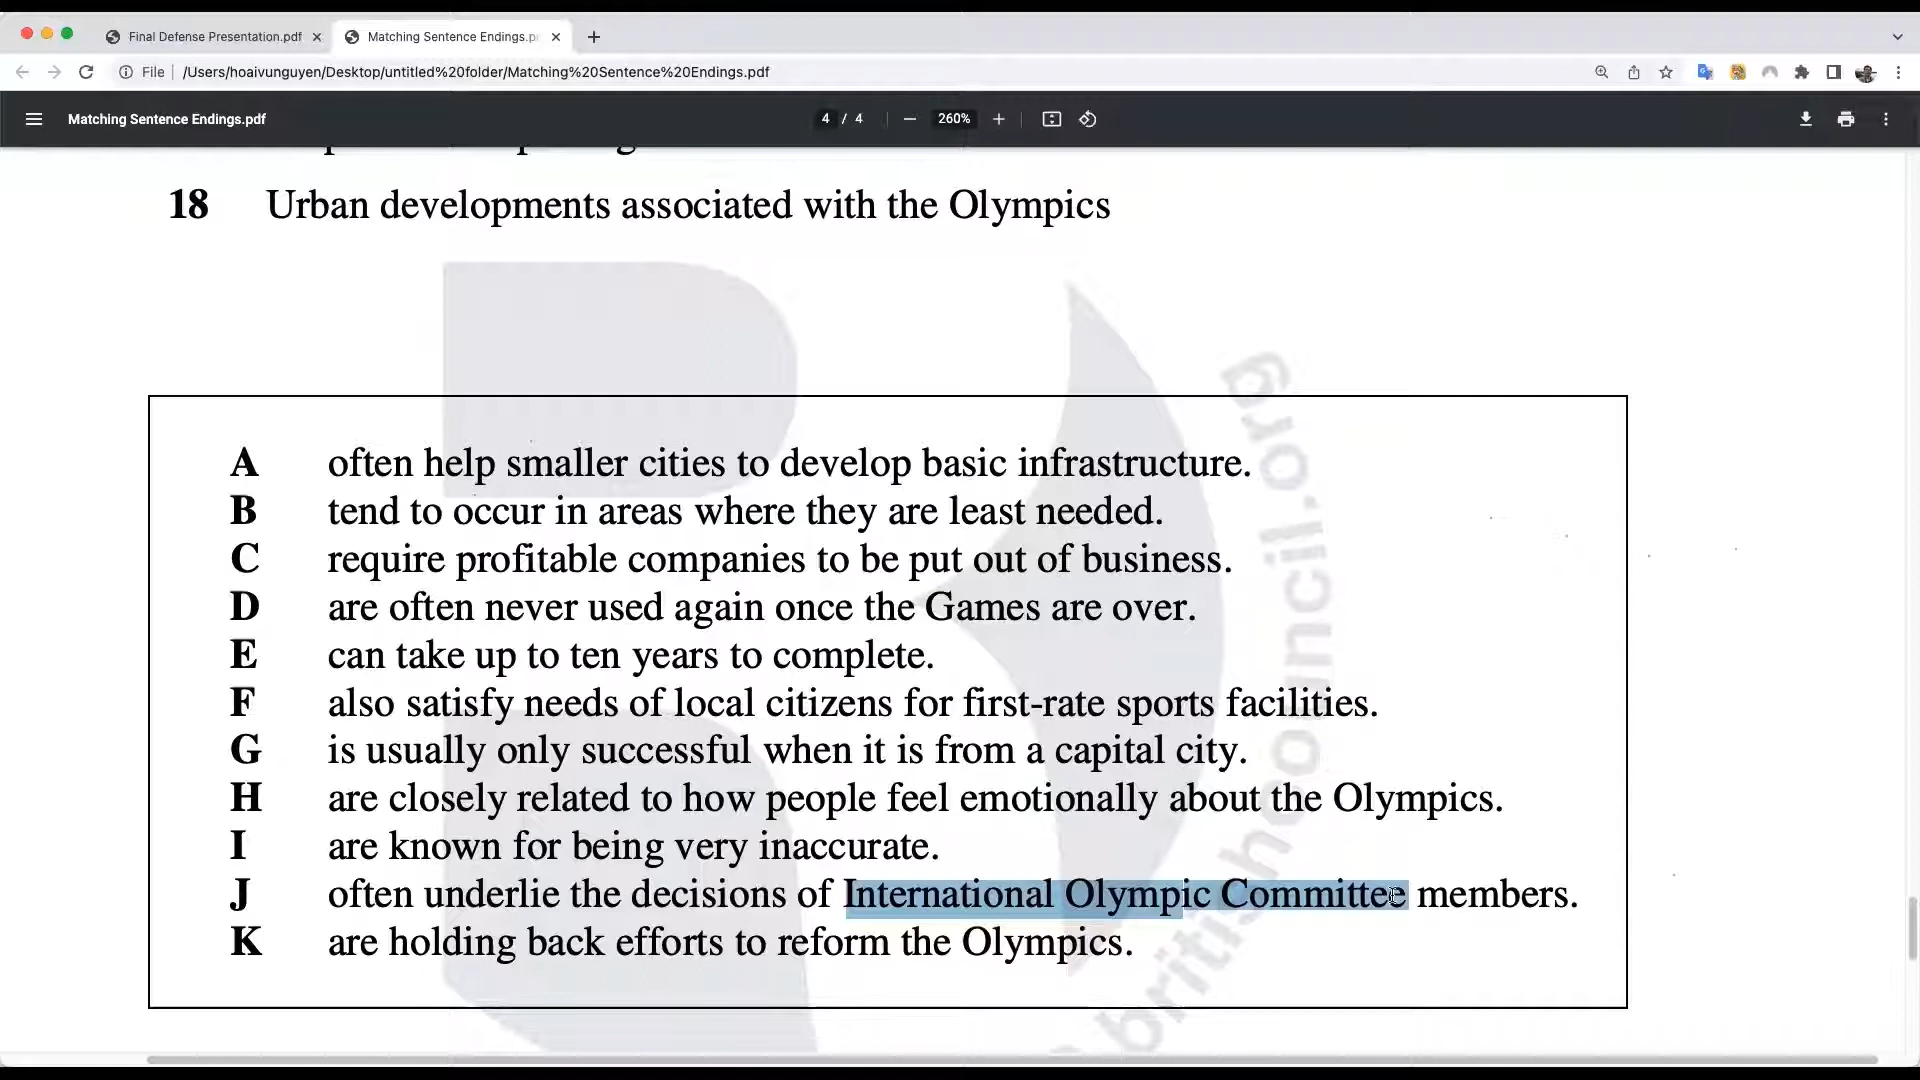 Final Defense Presentation.pdf
Matching Sentence Endings.p
File
/Users/hoaivunguyen/Desktop/untitled%20folder/Matching%20Sentence%20Endings.pdf
Matching Sentence Endings.pdf
4 / 4
260%
18 Urban developments associated with the Olympics
A often help smaller cities to develop basic infrastructure.
B tend to occur in areas where they are least needed.
C require profitable companies to be put out of business.
D are often never used again once the Games are over.
E can take up to ten years to complete.
F also satisfy needs of local citizens for first-rate sports facilities.
G is usually only successful when it is from a capital city.
H are closely related to how people feel emotionally about the Olympics.
I are known for being very inaccurate.
J often underlie the decisions of International Olympic Committee members.
K are holding back efforts to reform the Olympics.
britishcouncil.org